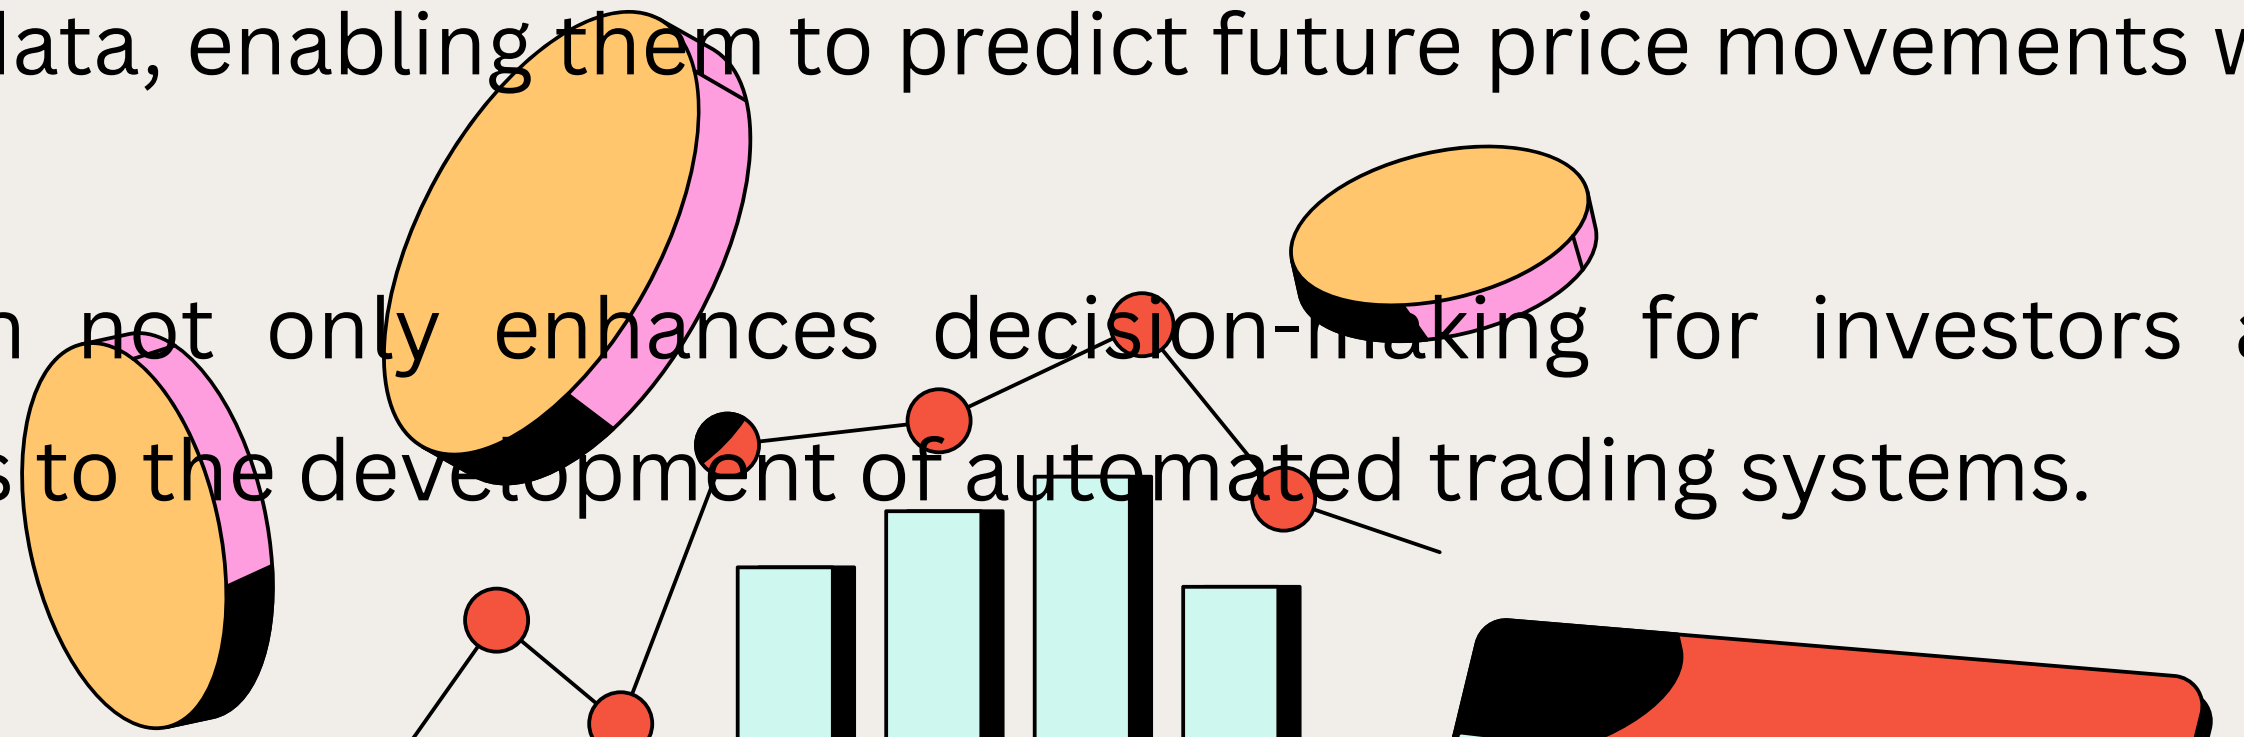 data, enabling them to predict future price movements
not only enhances decision-making for investors
to the development of automated trading systems.